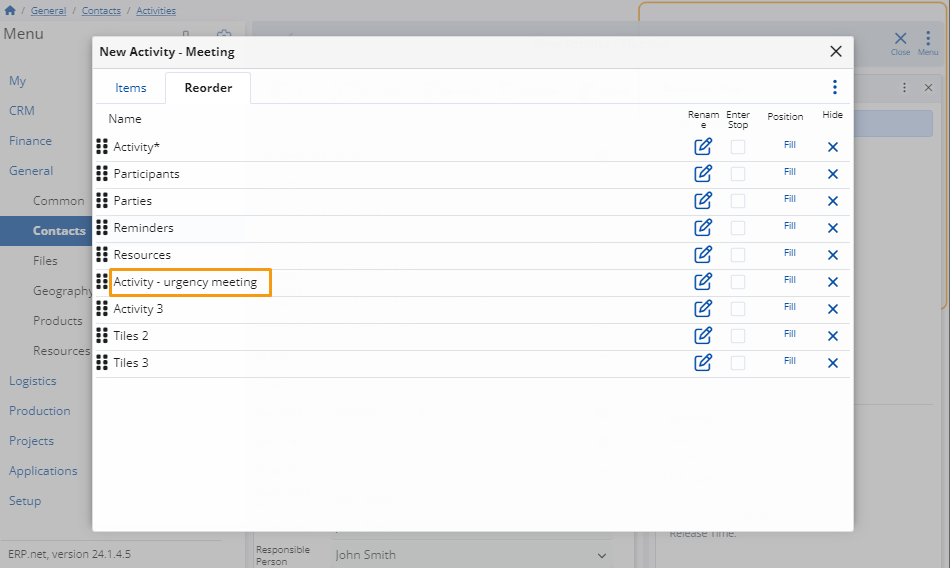 / General / Contacts / Activities
Menu
Close
Menu
New Activity - Meeting
Items
Reorder
Name
Renam
e
Enter
Stop
Position
Hide
Activity*
Fill
Participants
Fill
Parties
Fill
Reminders
Fill
Resources
Fill
Activity - urgency meeting
Fill
Activity 3
Fill
Tiles 2
Fill
Tiles 3
Fill
My
CRM
Finance
General
Common
Contacts
Files
Geography
Products
Resources
Logistics
Production
Projects
Applications
Setup
ERP.net, version 24.1.4.5
Responsible
Person
John Smith
Release Time: